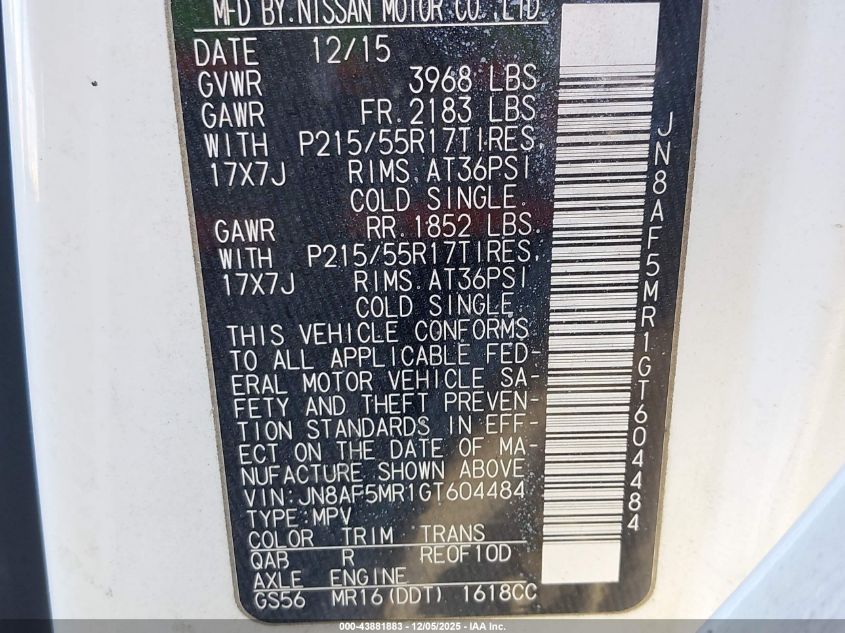 MFD BY.NISSAN MOTOR CO.,LTD.
DATE 12/15
GVWR 3968 LBS
GAWR FR.2183 LBS
WITH P215/55R17TIRES,
17X7J RIMS, AT36PSI
COLD SINGLE.
GAWR RR.1852 LBS.
WITH P215/55R17TIRES,
17X7J RIMS, AT36PSI
COLD SINGLE.
THIS VEHICLE CONFORMS
TO ALL APPLICABLE FED-
ERAL MOTOR VEHICLE SA-
FETY AND THEFT PREVEN-
TION STANDARDS IN EFF-
ECT ON THE DATE OF MA-
NUFACTURE SHOWN ABOVE.
VIN:JN8AF5MR1GT604484
TYPE:MPV
COLOR TRIM TRANS
QAB R RE0F10D
AXLE ENGINE
GS56 MR16(DDT) 1618CC
JN8AF5MR1GT604484
000-43881883 - 12/05/2025 - IAA Inc.